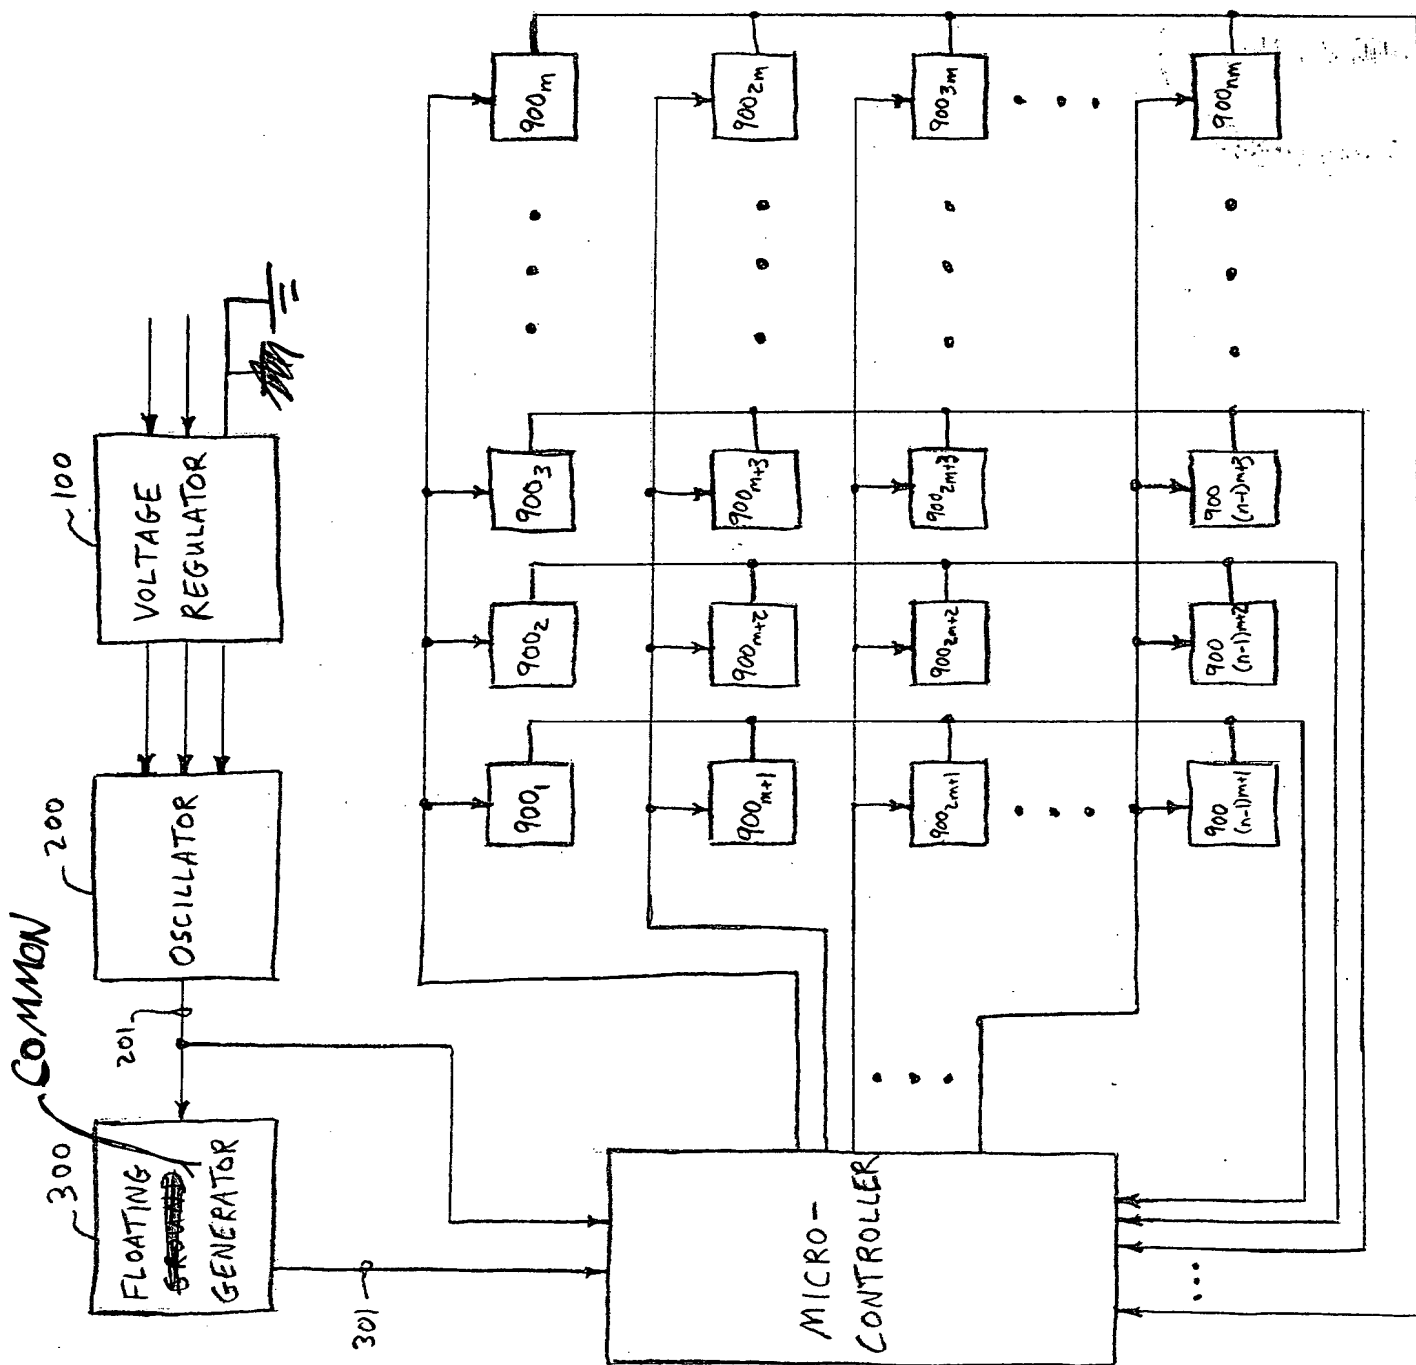 ~100
VOLTAGE
REGULATOR
200
OSCILLATOR
COMMON
201
~300
FLOATING
GROUND
GENERATOR
301
MICRO-
CONTROLLER
900m
9002m
9003m
900nm
9003
900m+3
9002m+3
900
(n-1)m+3
9002
900m+2
9002m+2
900
(n-1)m+2
9001
900m+1
9002m+1
900
(n-1)m+1